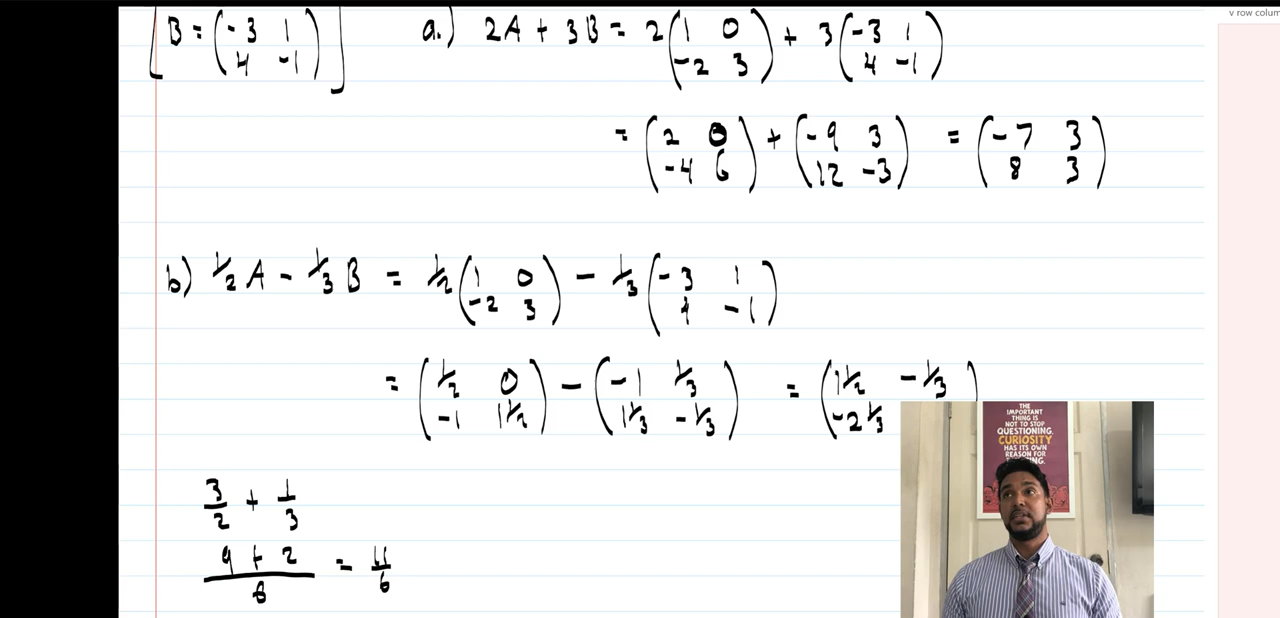 v row colum
[B = (-3 1) a.) 2A + 3B = 2(1 0) + 3(-3 1)
(4 -1)] (-2 3) (4 -1)
= (2 0) + (-9 3) = (-7 3)
(-4 6) (12 -3) (8 3)
b) 1/2 A - 1/3 B = 1/2 (1 0) - 1/3 (-3 1)
(-2 3) (4 -1)
= (1/2 0) - (-1 1/3) = (1 1/2 -1/3)
(-1 1 1/2) (1 1/3 -1/3) (-2 1/3
3/2 + 1/3
9 + 2 / 6 = 11/6
THE
IMPORTANT
THING IS
NOT TO STOP
QUESTIONING.
CURIOSITY
HAS ITS OWN
REASON FOR